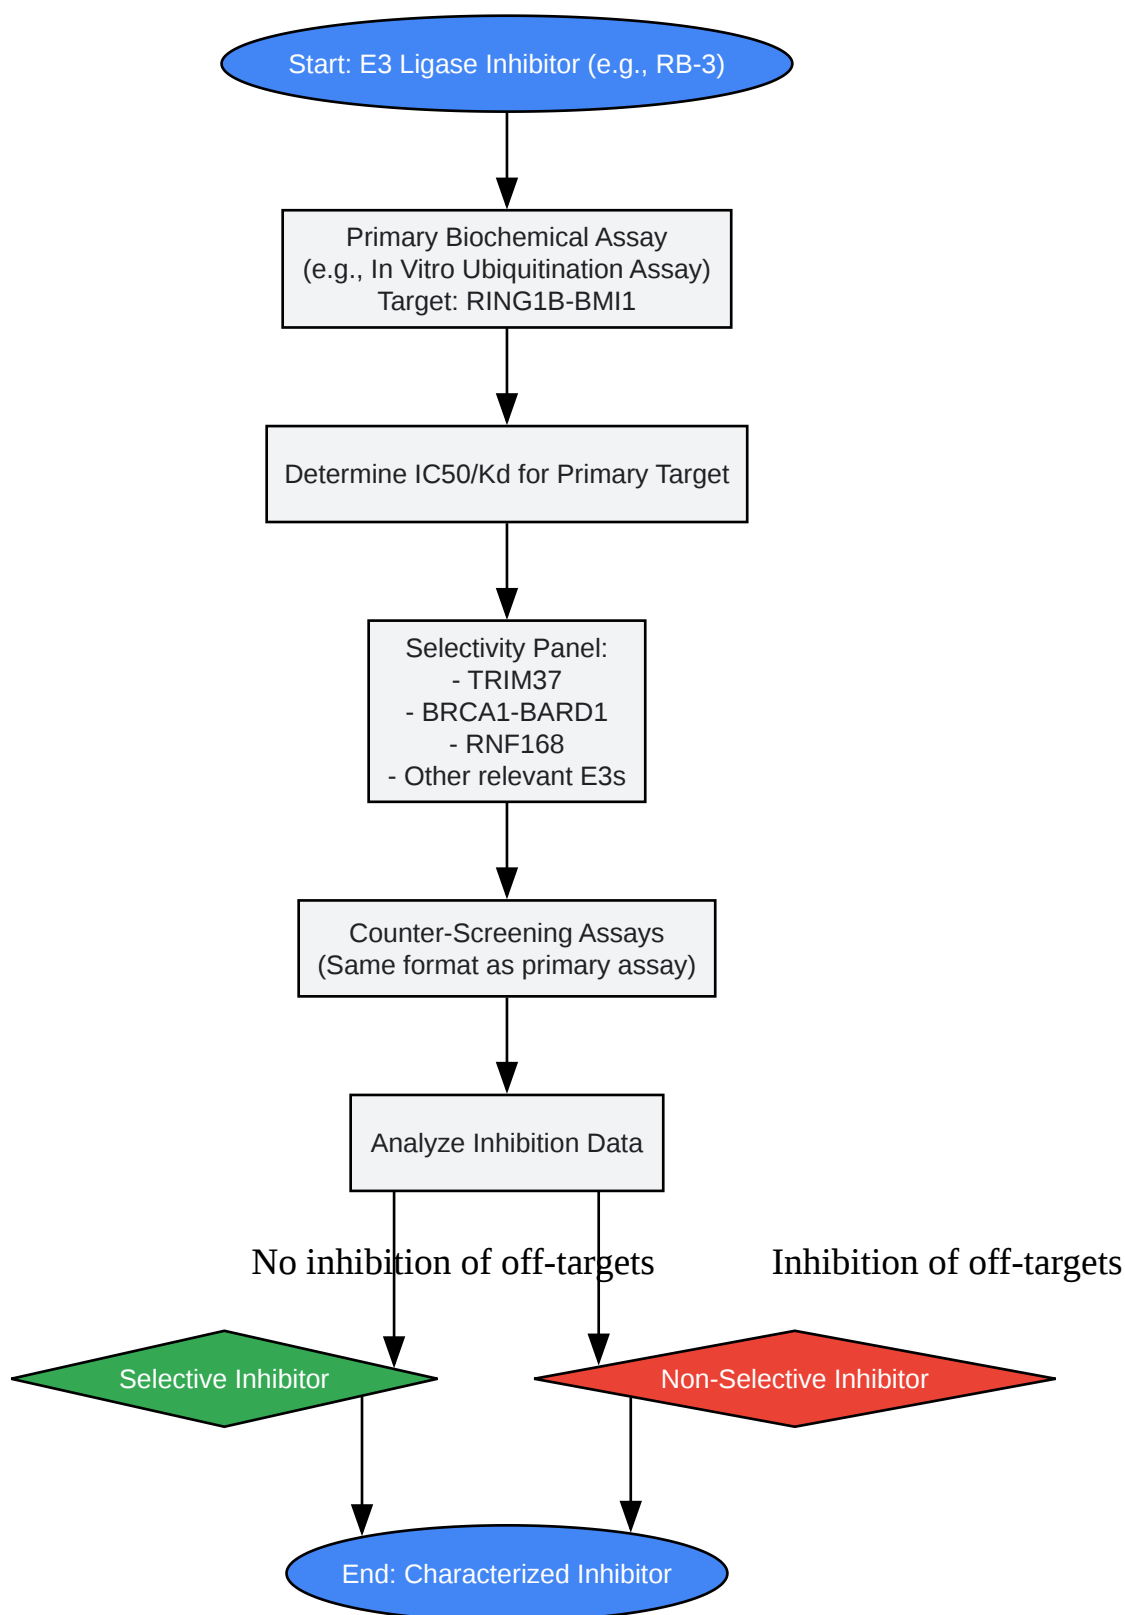 Start: E3 Ligase Inhibitor (e.g., RB-3)
Primary Biochemical Assay
(e.g., In Vitro Ubiquitination Assay)
Target: RING1B-BMI1
Determine IC50/Kd for Primary Target
Selectivity Panel:
- TRIM37
- BRCA1-BARD1
- RNF168
- Other relevant E3s
Counter-Screening Assays
(Same format as primary assay)
Analyze Inhibition Data
No inhibition of off-targets
Inhibition of off-targets
Selective Inhibitor
Non-Selective Inhibitor
End: Characterized Inhibitor